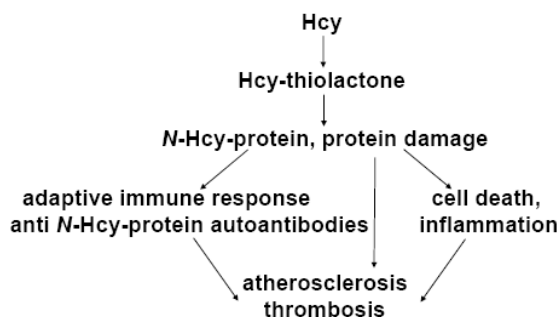 Hcy
Hcy-thiolactone
N-Hcy-protein, protein damage
adaptive immune response
anti N-Hcy-protein autoantibodies
cell death,
inflammation
atherosclerosis
thrombosis